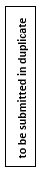 to be submitted in duplicate